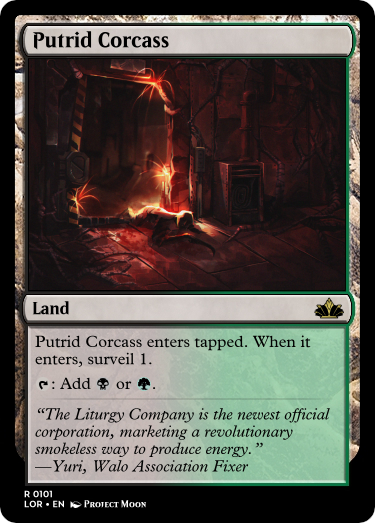 Putrid Corcass
Land
Putrid Corcass enters tapped. When it
enters, surveil 1.
: Add or .
“The Liturgy Company is the newest official
corporation, marketing a revolutionary
smokeless way to produce energy.”
—Yuri, Walo Association Fixer
R 0101
LOR • EN Protect Moon